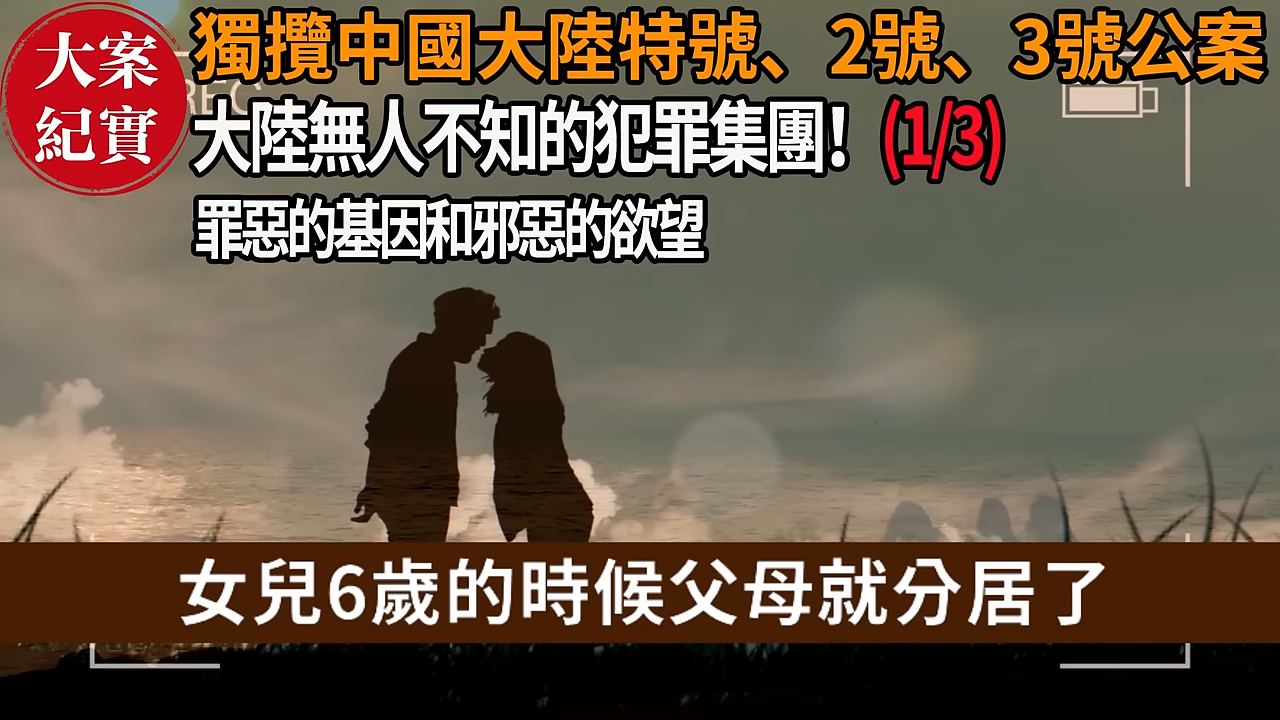 大案
紀實
REC
獨攬中國大陸特號、2號、3號公案
大陸無人不知的犯罪集團！(1/3)
罪惡的基因和邪惡的欲望
女兒6歲的時候父母就分居了